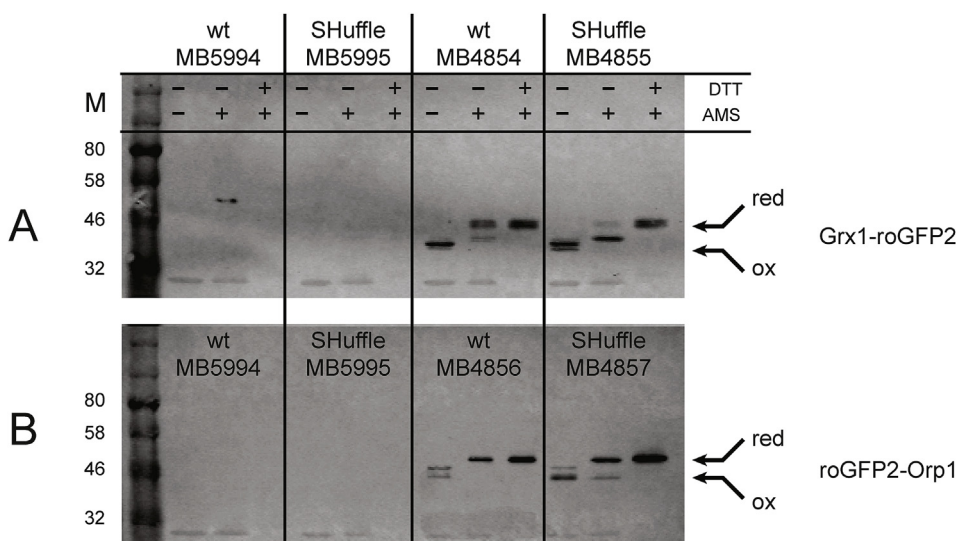 wt SHuffle wt SHuffle
MB5994 MB5995 MB4854 MB4855
M − − + − − + − − + − − + DTT
− + + − + + − + + − + + AMS
80
58
46
32
A
red
ox
Grx1-roGFP2
wt SHuffle wt SHuffle
MB5994 MB5995 MB4856 MB4857
80
58
46
32
B
red
ox
roGFP2-Orp1